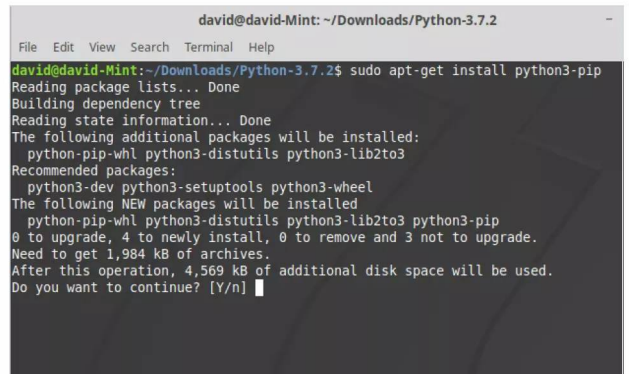 david@david-Mint: ~/Downloads/Python-3.7.2
File Edit View Search Terminal Help
david@david-Mint:~/Downloads/Python-3.7.2$ sudo apt-get install python3-pip
Reading package lists... Done
Building dependency tree
Reading state information... Done
The following additional packages will be installed:
  python-pip-whl python3-distutils python3-lib2to3
Recommended packages:
  python3-dev python3-setuptools python3-wheel
The following NEW packages will be installed
  python-pip-whl python3-distutils python3-lib2to3 python3-pip
0 to upgrade, 4 to newly install, 0 to remove and 3 not to upgrade.
Need to get 1,984 kB of archives.
After this operation, 4,569 kB of additional disk space will be used.
Do you want to continue? [Y/n]